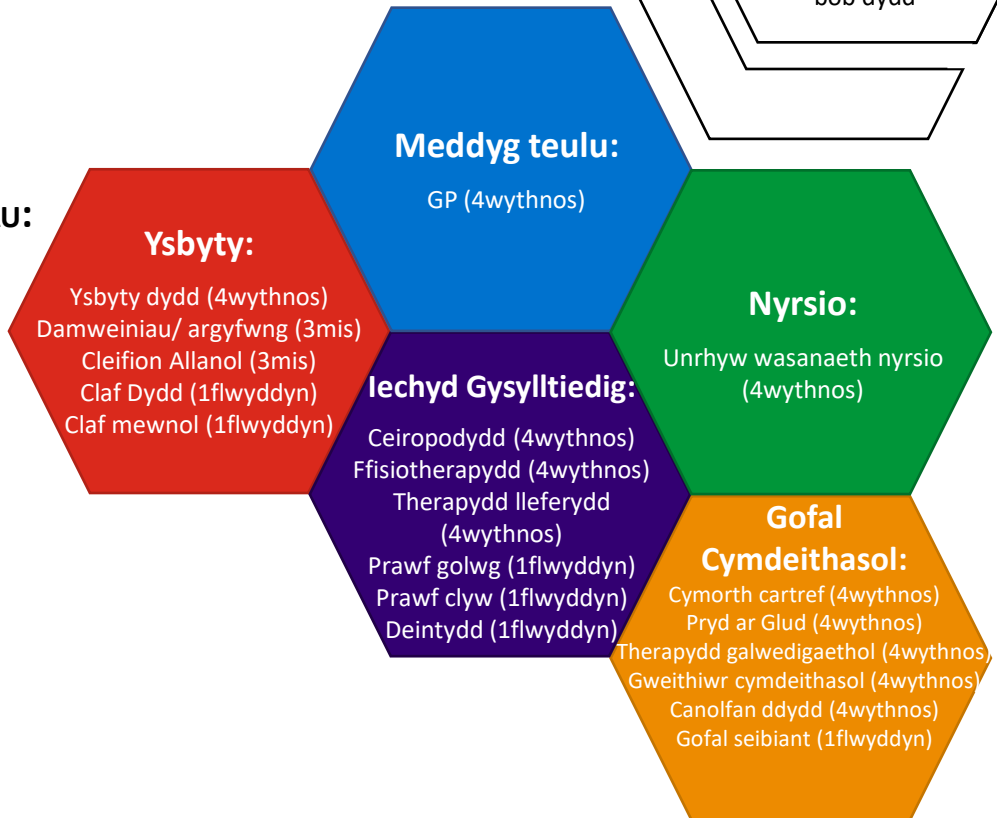 bob dydd
Meddyg teulu:
GP (4wythnos)
Ysbyty:
Ysbyty dydd (4wythnos)
Damweiniau/ argyfwng (3mis)
Cleifion Allanol (3mis)
Claf Dydd (1flwyddyn)
Claf mewnol (1flwyddyn)
Nyrsio:
Unrhyw wasanaeth nyrsio
(4wythnos)
Iechyd Gysylltiedig:
Ceiropodydd (4wythnos)
Ffisiotherapydd (4wythnos)
Therapydd lleferydd
(4wythnos)
Prawf golwg (1flwyddyn)
Prawf clyw (1flwyddyn)
Deintydd (1flwyddyn)
Gofal
Cymdeithasol:
Cymorth cartref (4wythnos)
Pryd ar Glud (4wythnos)
Therapydd galwedigaethol (4wythnos)
Gweithiwr cymdeithasol (4wythnos)
Canolfan ddydd (4wythnos)
Gofal seibiant (1flwyddyn)